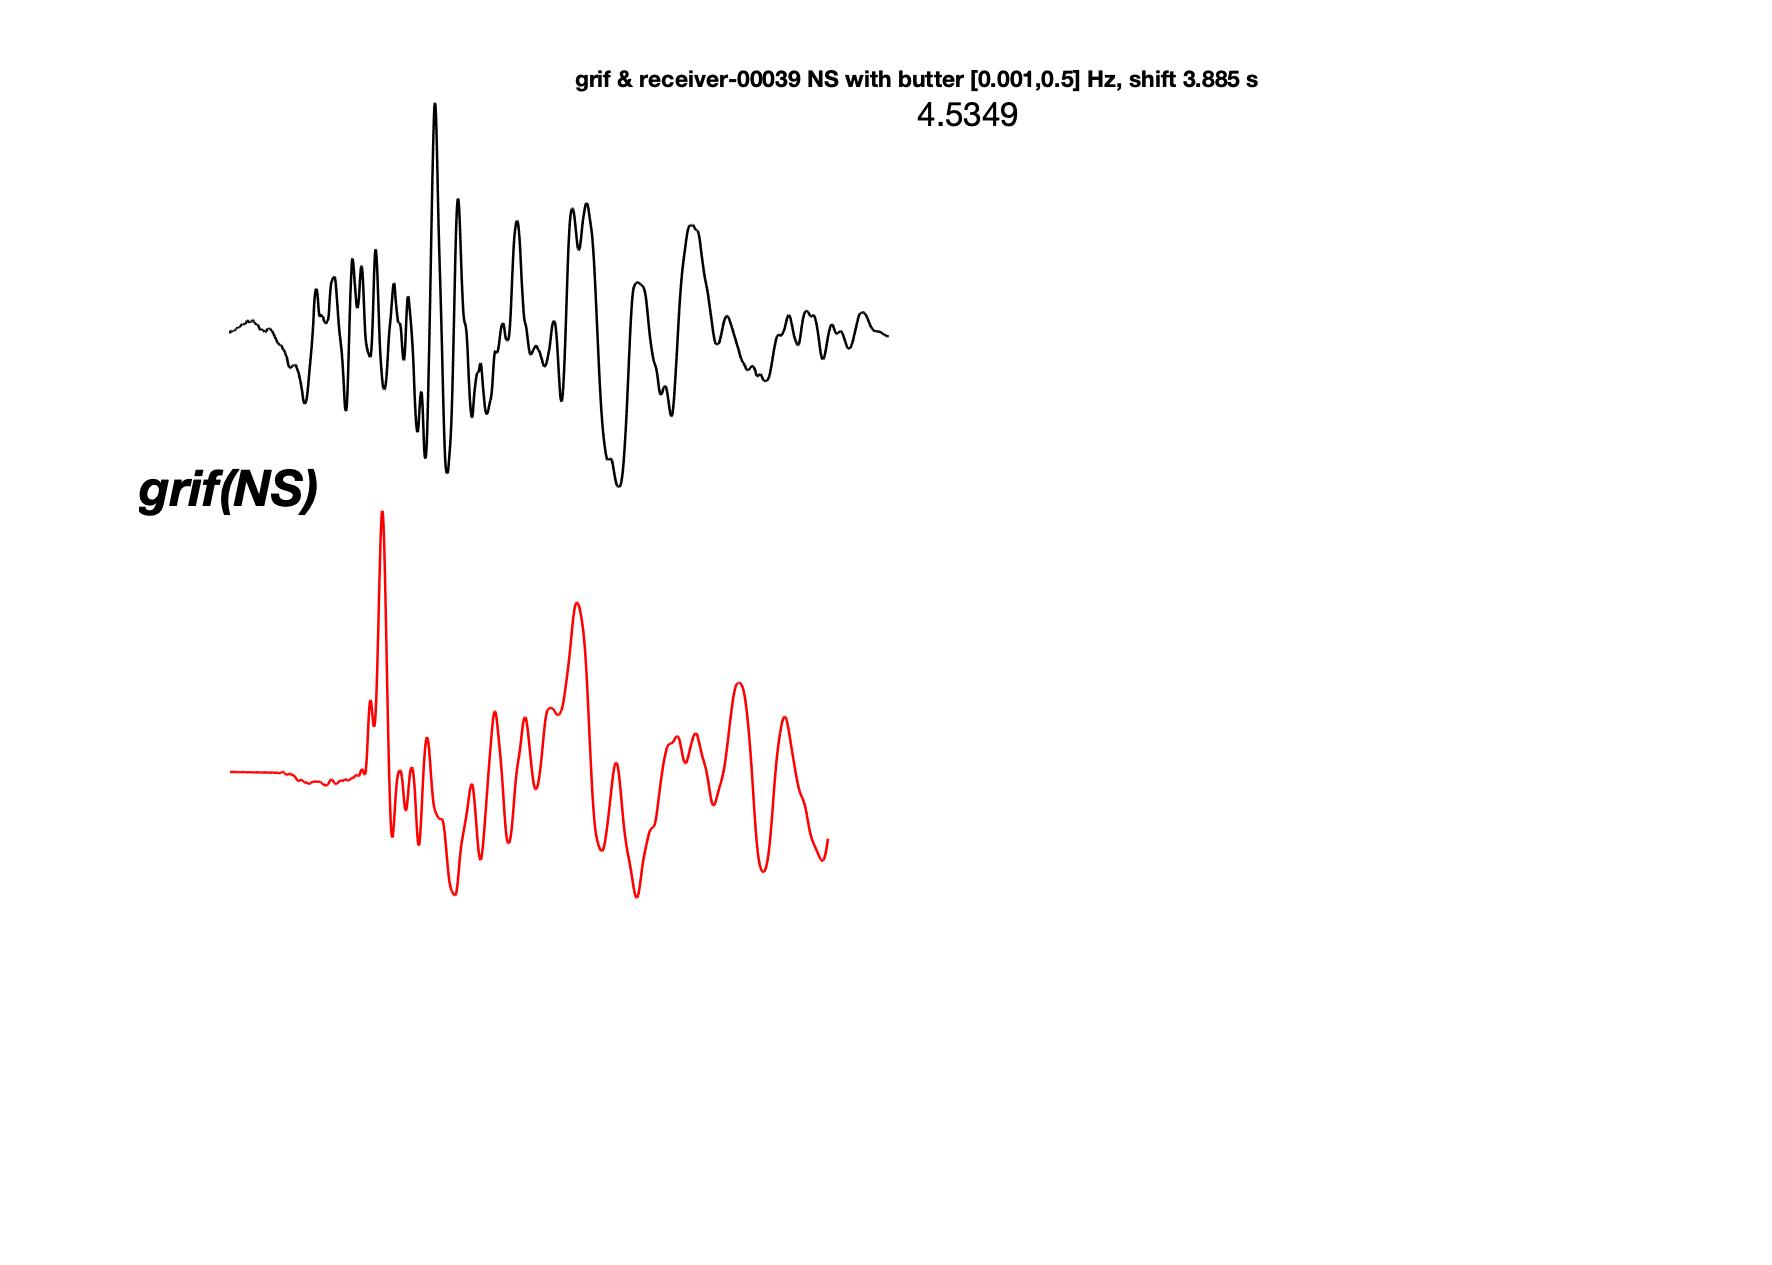 grif & receiver-00039 NS with butter [0.001,0.5] Hz, shift 3.885 s
4.5349
grif(NS)